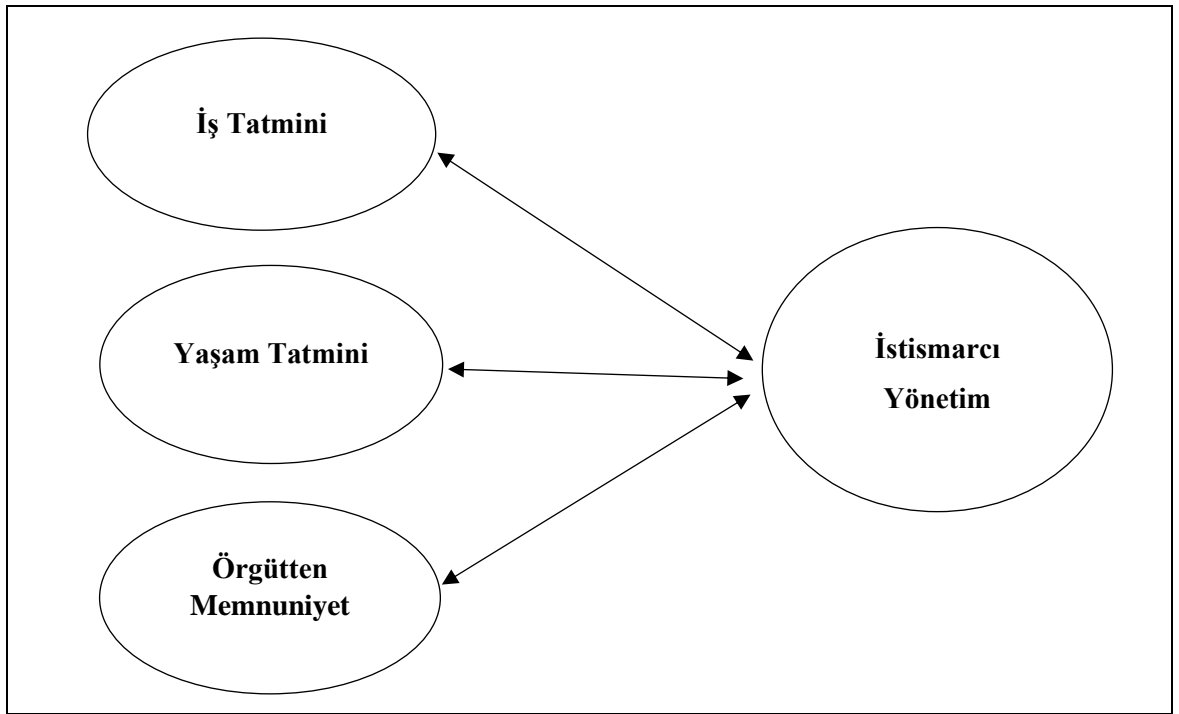 İş Tatmini
Yaşam Tatmini
Örgütten
Memnuniyet
İstismarcı
Yönetim